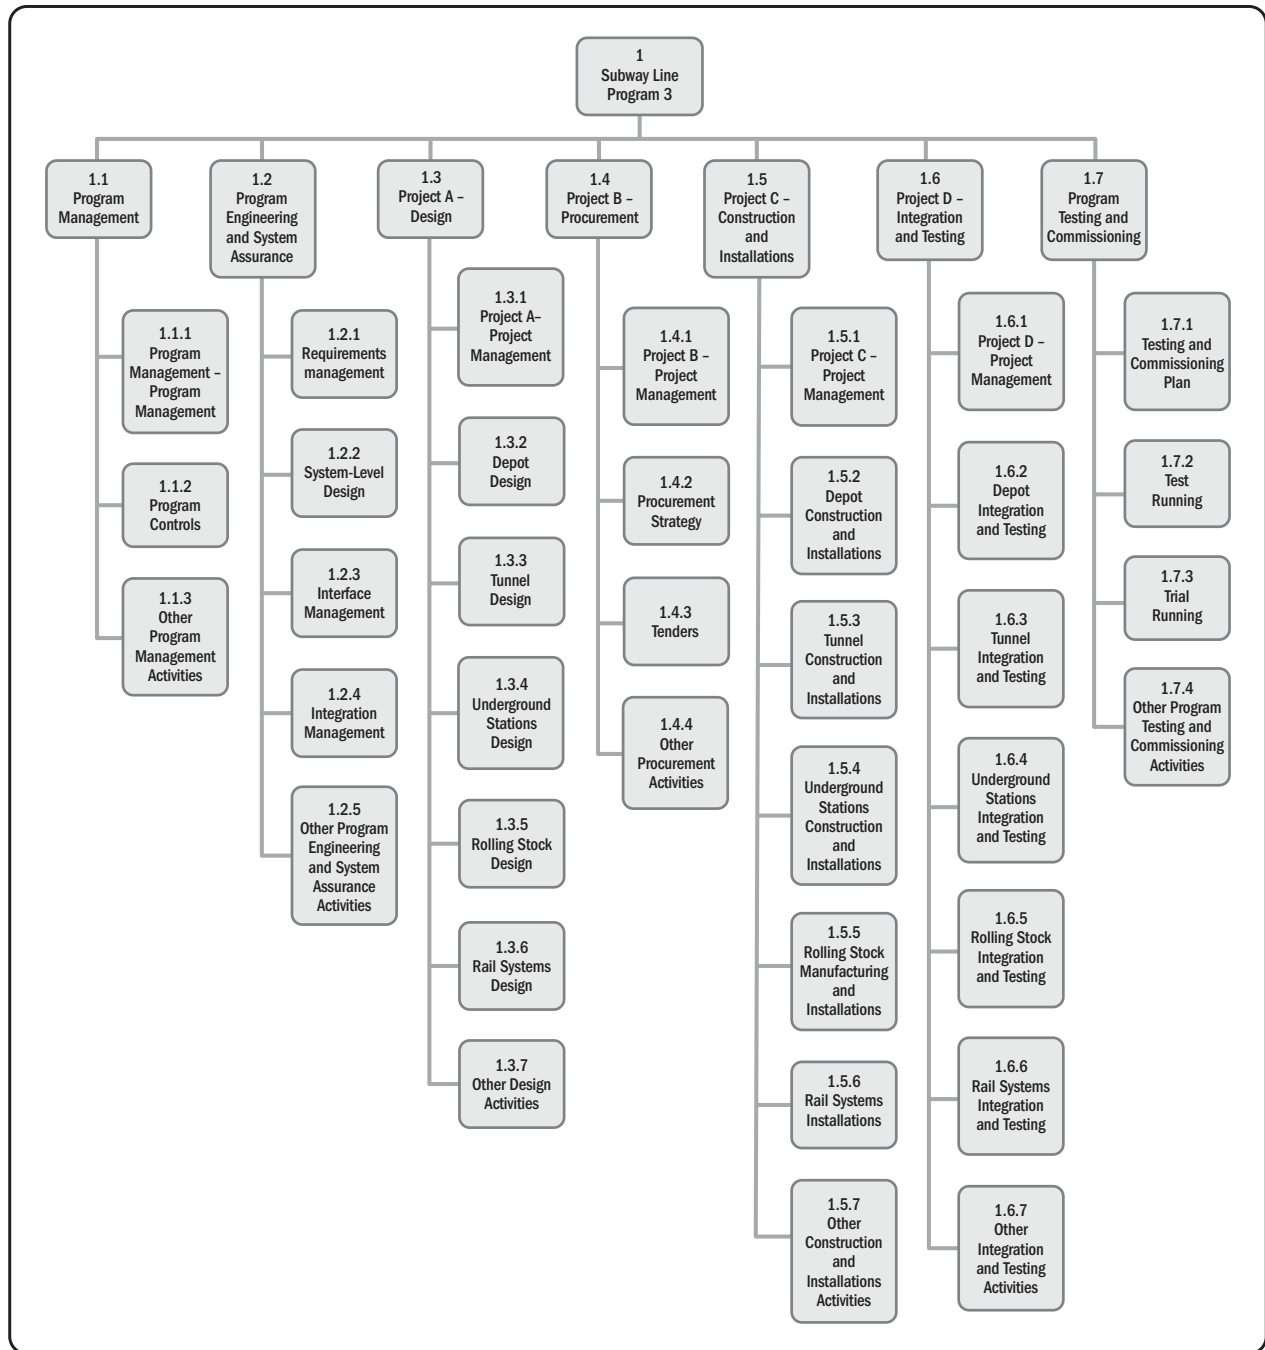 1
Subway Line
Program 3
1.1
Program
Management
1.1.1
Program
Management –
Program
Management
1.1.2
Program
Controls
1.1.3
Other
Program
Management
Activities
1.2
Program
Engineering
and System
Assurance
1.2.1
Requirements
management
1.2.2
System-Level
Design
1.2.3
Interface
Management
1.2.4
Integration
Management
1.2.5
Other Program
Engineering
and System
Assurance
Activities
1.3
Project A –
Design
1.3.1
Project A–
Project
Management
1.3.2
Depot
Design
1.3.3
Tunnel
Design
1.3.4
Underground
Stations
Design
1.3.5
Rolling Stock
Design
1.3.6
Rail Systems
Design
1.3.7
Other Design
Activities
1.4
Project B –
Procurement
1.4.1
Project B –
Project
Management
1.4.2
Procurement
Strategy
1.4.3
Tenders
1.4.4
Other
Procurement
Activities
1.5
Project C –
Construction
and
Installations
1.5.1
Project C –
Project
Management
1.5.2
Depot
Construction
and
Installations
1.5.3
Tunnel
Construction
and
Installations
1.5.4
Underground
Stations
Construction
and
Installations
1.5.5
Rolling Stock
Manufacturing
and
Installations
1.5.6
Rail Systems
Installations
1.5.7
Other
Construction
and
Installations
Activities
1.6
Project D –
Integration
and Testing
1.6.1
Project D –
Project
Management
1.6.2
Depot
Integration
and Testing
1.6.3
Tunnel
Integration
and Testing
1.6.4
Underground
Stations
Integration
and Testing
1.6.5
Rolling Stock
Integration
and Testing
1.6.6
Rail Systems
Integration
and Testing
1.6.7
Other
Integration
and Testing
Activities
1.7
Program
Testing and
Commissioning
1.7.1
Testing and
Commissioning
Plan
1.7.2
Test
Running
1.7.3
Trial
Running
1.7.4
Other Program
Testing and
Commissioning
Activities